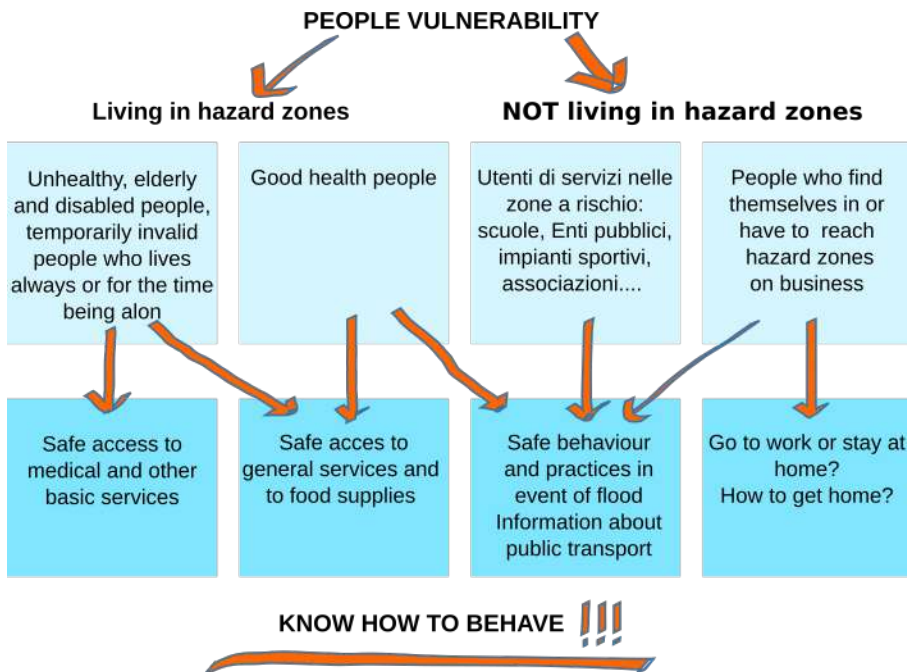 PEOPLE VULNERABILITY
Living in hazard zones
NOT living in hazard zones
Unhealthy, elderly
and disabled people,
temporarily invalid
people who lives
always or for the time
being alon
Good health people
Utenti di servizi nelle
zone a rischio:
scuole, Enti pubblici,
impianti sportivi,
associazioni....
People who find
themselves in or
have to reach
hazard zones
on business
Safe access to
medical and other
basic services
Safe acces to
general services and
to food supplies
Safe behaviour
and practices in
event of flood
Information about
public transport
Go to work or stay at
home?
How to get home?
KNOW HOW TO BEHAVE !!!